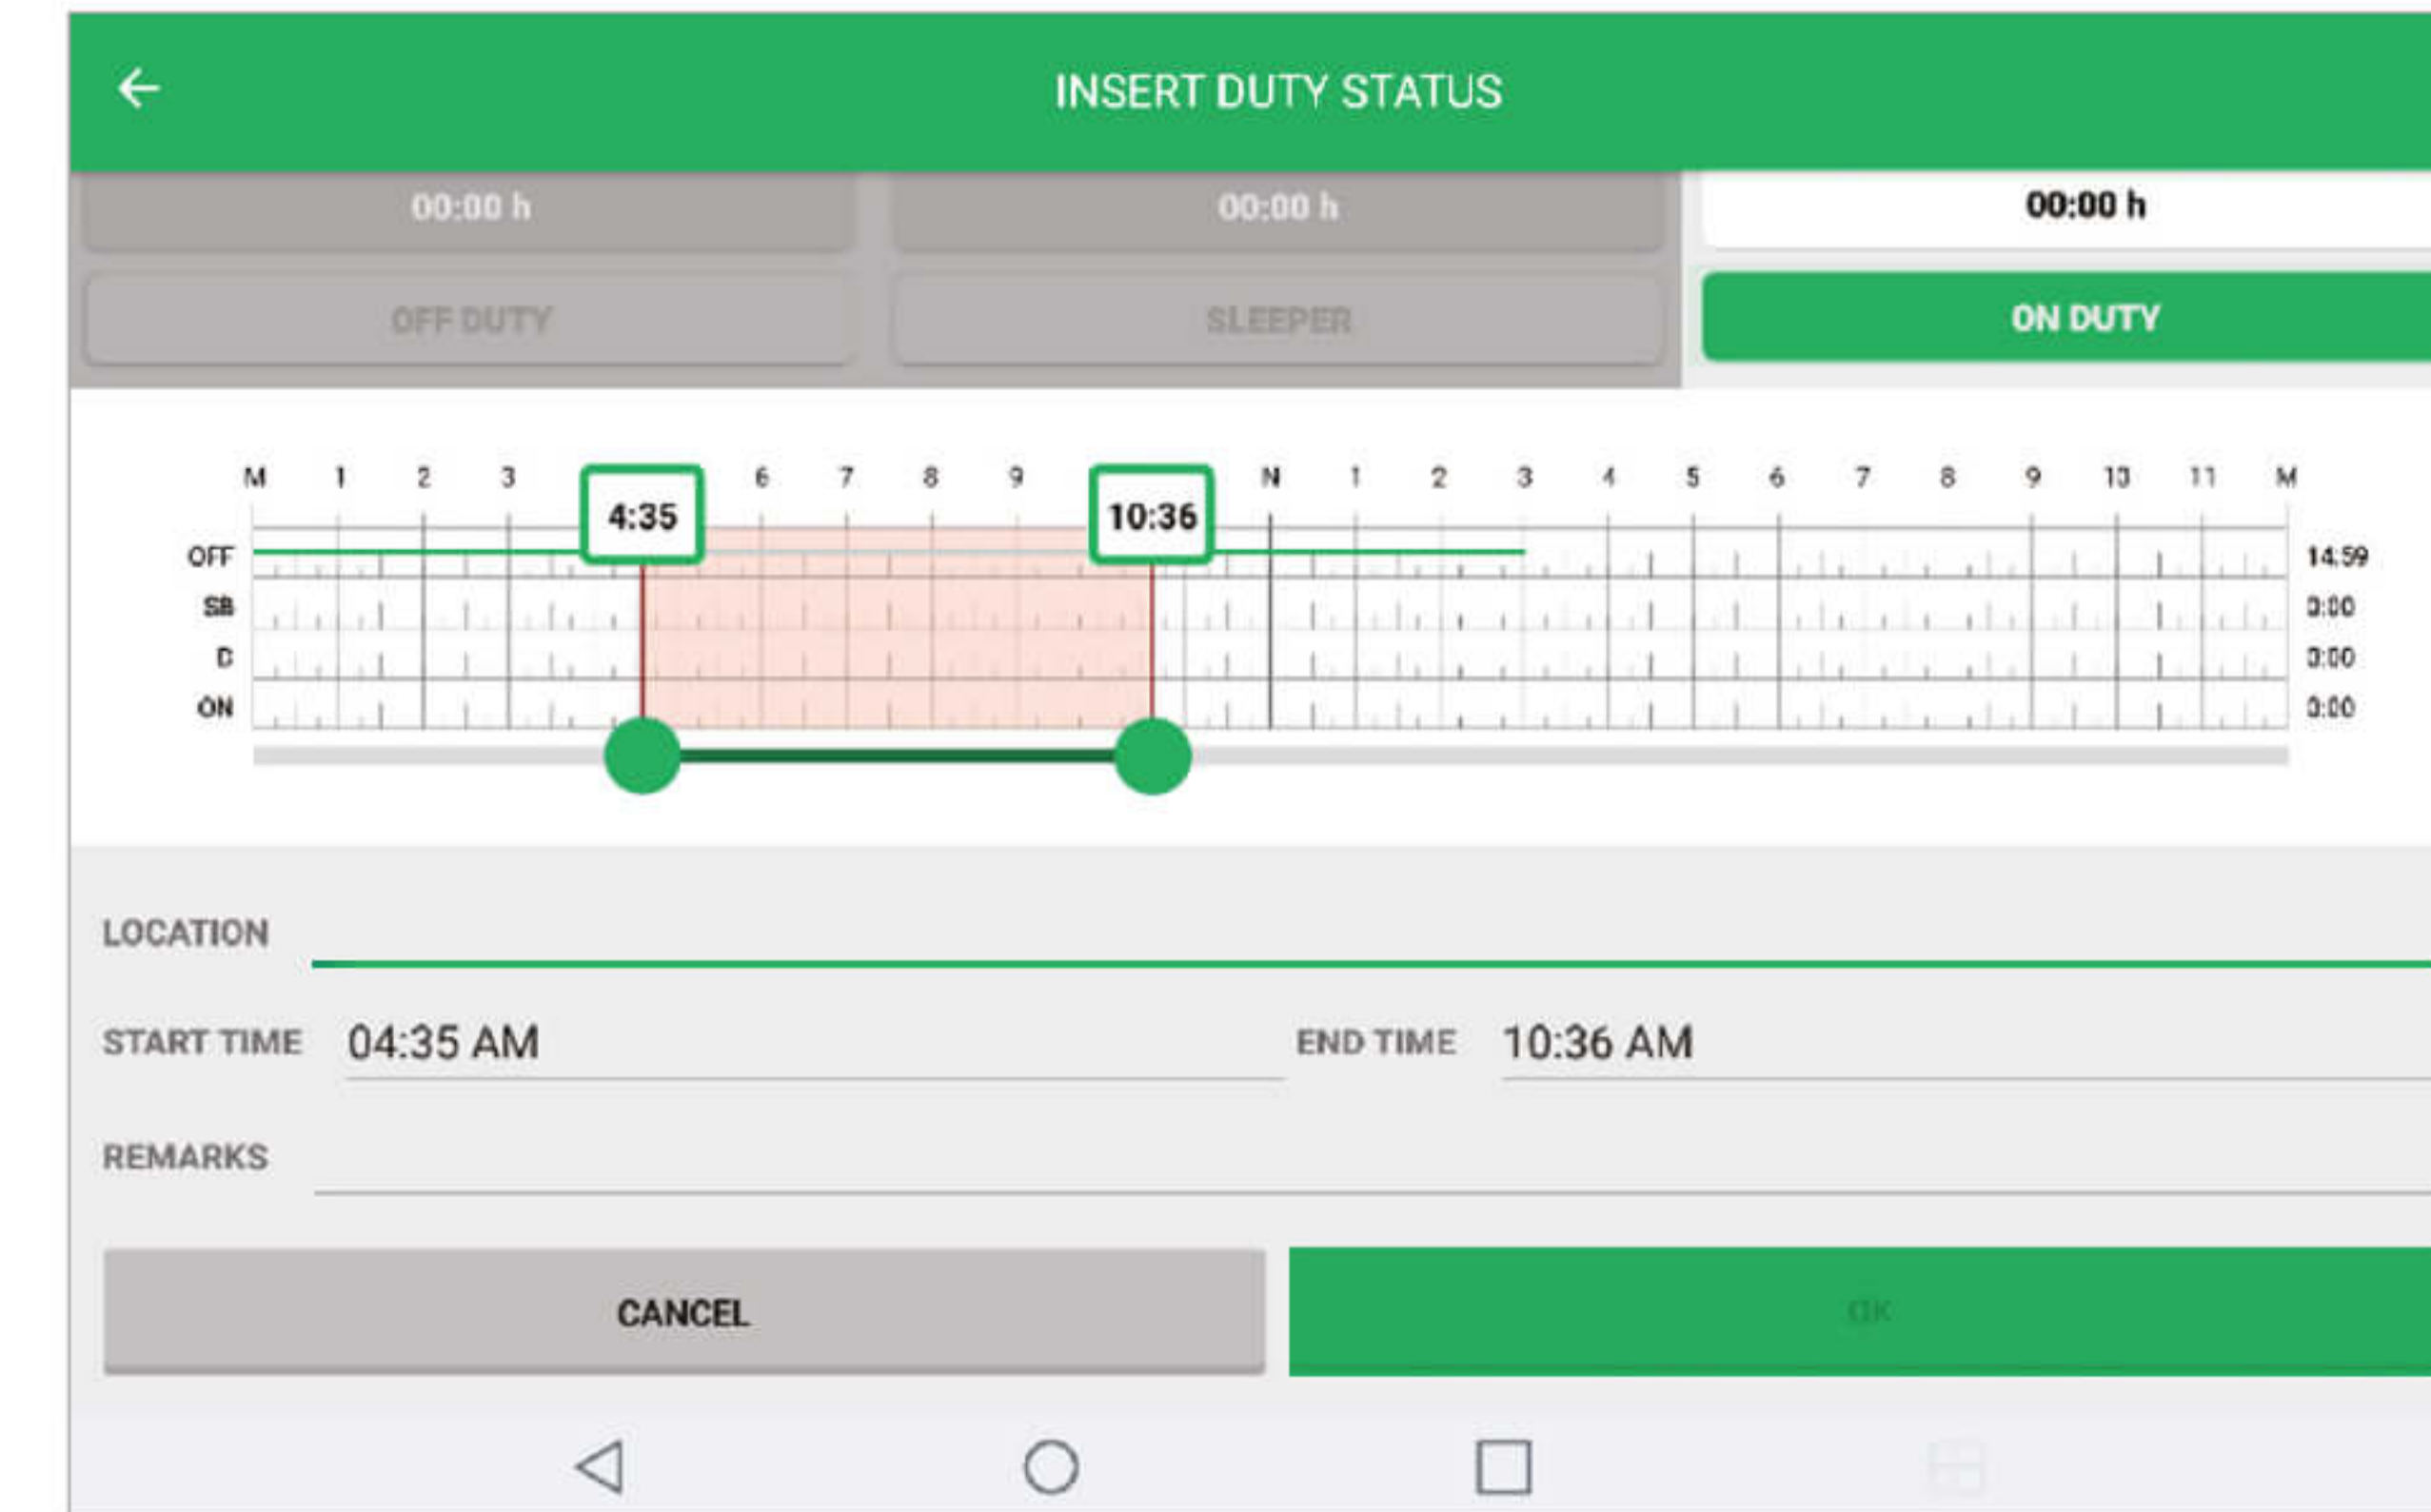 INSERT DUTY STATUS
00:00 h 00:00 h 00:00 h
OFF DUTY SLEEPER ON DUTY
M 1 2 3 6 7 8 9 N 1 2 3 4 5 6 7 8 9 10 11 M
4:35 10:36
OFF 14:59
SB 0:00
D 0:00
ON 0:00
LOCATION
START TIME 04:35 AM END TIME 10:36 AM
REMARKS
CANCEL OK